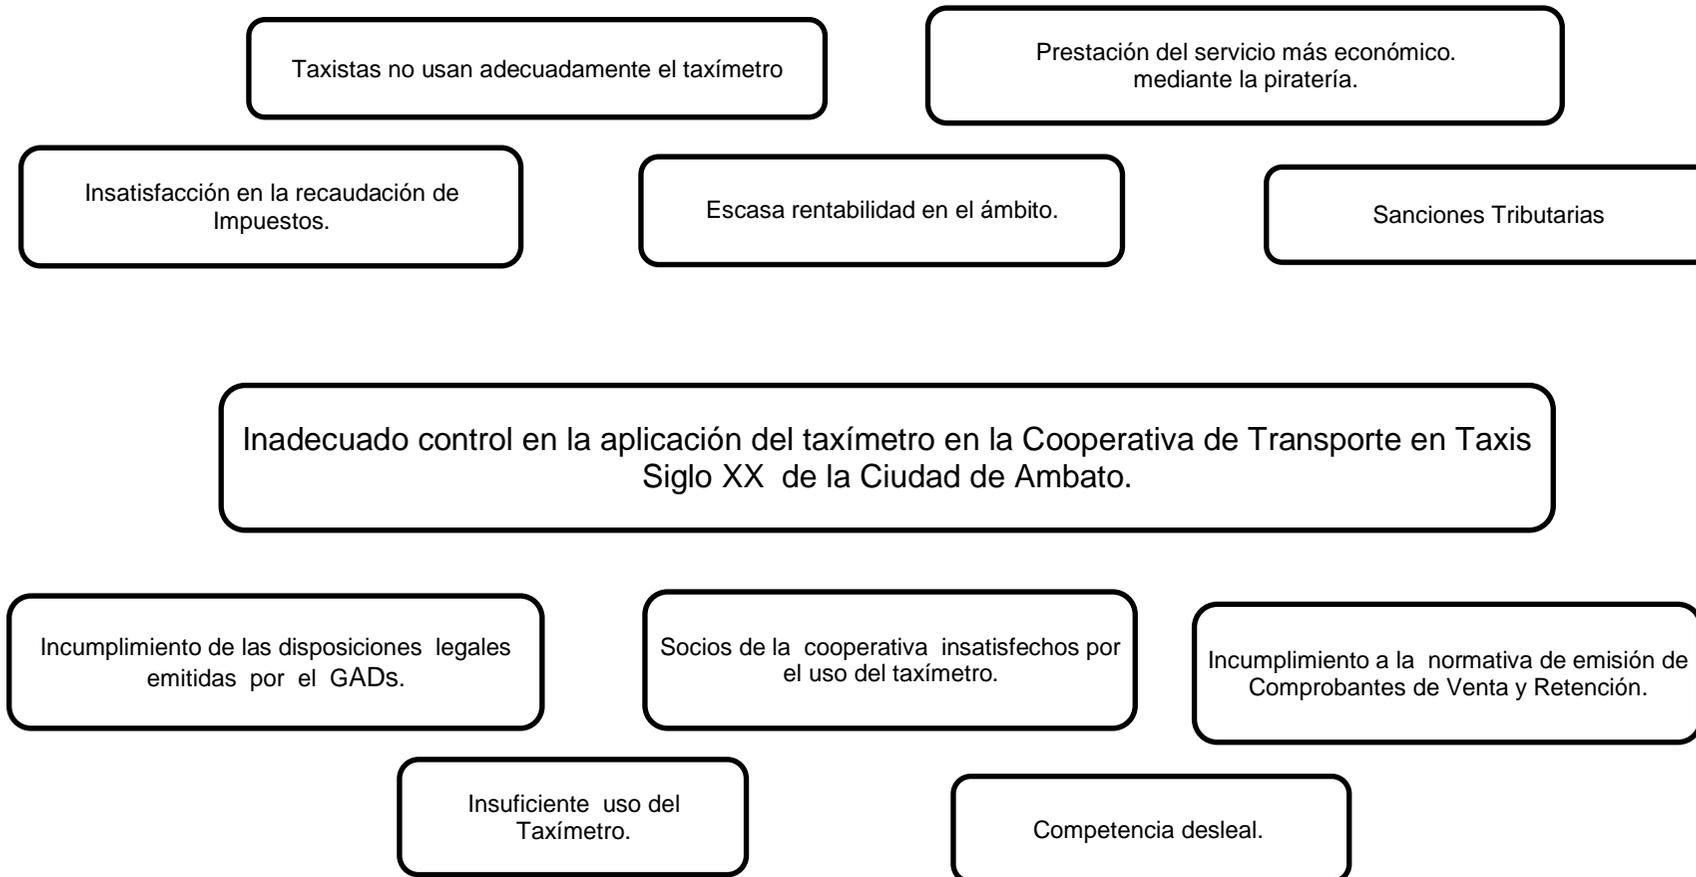 Taxistas no usan adecuadamente el taxímetro
Prestación del servicio más económico.
mediante la piratería.
Insatisfacción en la recaudación de
Impuestos.
Escasa rentabilidad en el ámbito.
Sanciones Tributarias
Inadecuado control en la aplicación del taxímetro en la Cooperativa de Transporte en Taxis
Siglo XX  de la Ciudad de Ambato.
Incumplimiento de las disposiciones  legales
emitidas  por  el  GADs.
Socios de la  cooperativa  insatisfechos por
el uso del taxímetro.
Incumplimiento a la  normativa de emisión de
Comprobantes de Venta y Retención.
Insuficiente  uso del
Taxímetro.
Competencia desleal.